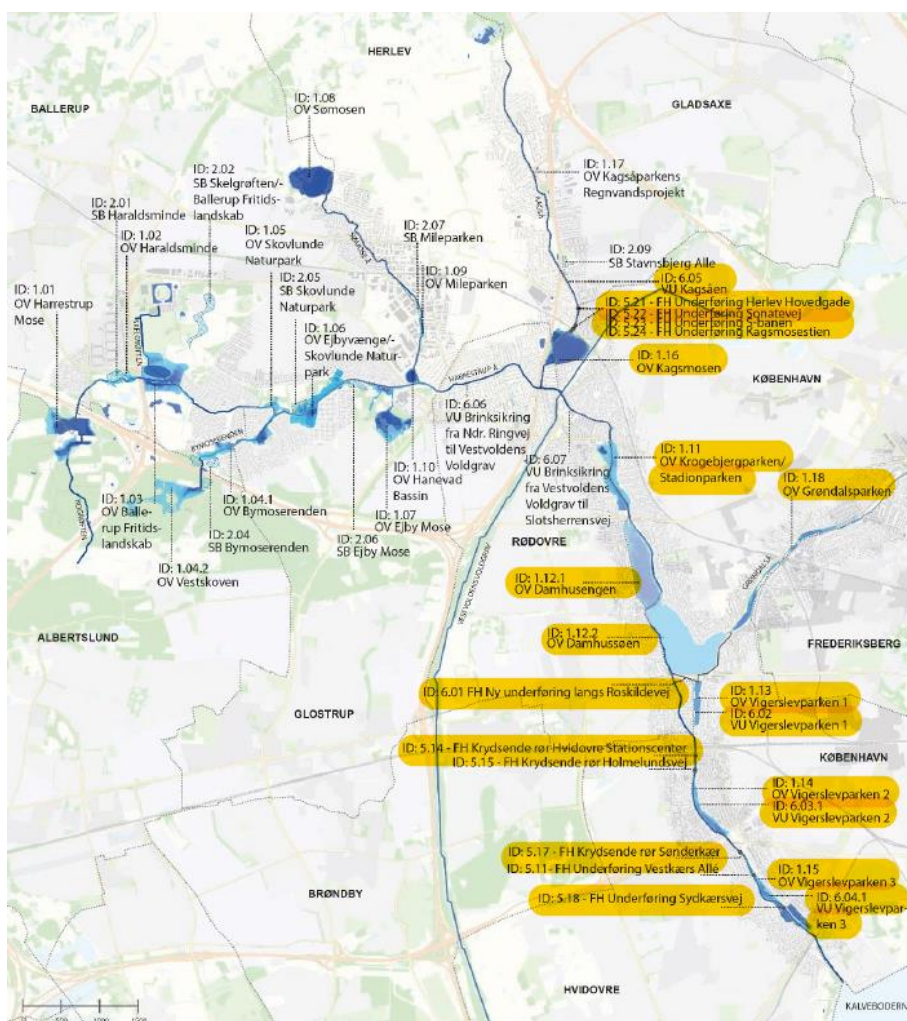 HERLEV
BALLERUP
GLADSAXE
ID: 1.08
OV Sømosen
ID: 2.02
SB Skelgrøften/-
Ballerup Fritids-
landskab
ID: 2.01
SB Haraldsminde
ID: 1.02
OV Haraldsminde
ID: 1.05
OV Skovlunde
Naturpark
ID: 2.07
SB Mileparken
ID: 1.17
OV Kagsåparkens
Regnvandsprojekt
KAGSÅ
SØMOSE Å
ID: 1.01
OV Harrestrup
Mose
ID: 2.05
SB Skovlunde
Naturpark
ID: 1.09
OV Mileparken
ID: 2.09
SB Stavnsbjerg Alle
ID: 6.05
VU Kagsåen
ID: 5.21 - FH Underføring Herlev Hovedgade
ID: 5.22 - FH Underføring Sonatevej
ID: 5.23 - FH Underføring S-banen
ID: 5.24 - FH Underføring Kagsmosestien
ID: 1.06
OV Ejbyvænge/-
Skovlunde Natur-
park
ID: 1.16
OV Kagsmosen
HARRESTRUP Å
KØBENHAVN
ID: 6.06
VU Brinksikring
fra Ndr. Ringvej
til Vestvoldens
Voldgrav
BYMOSERENDEN
ID: 6.07
VU Brinksikring
fra Vestvoldens
Voldgrav til
Slotsherrensvej
ID: 1.11
OV Krogebjergparken/
Stadionparken
ID: 1.18
OV Grøndalsparken
ID: 1.10
OV Hanevad
Bassin
ID: 1.03
OV Balle-
rup Fritids-
landskab
ID: 1.04.1
OV Bymoserenden
ID: 1.07
OV Ejby Mose
ID: 2.04
SB Bymoserenden
ID: 2.06
SB Ejby Mose
ID: 1.04.2
OV Vestskoven
RØDOVRE
VESTVOLDENS VOLDGRAV
GRØNDALSÅ
ID: 1.12.1
OV Damhusengen
ALBERTSLUND
ID: 1.12.2
OV Damhussøen
FREDERIKSBERG
ID: 6.01 FH Ny underføring langs Roskildevej
ID: 1.13
OV Vigerslevparken 1
ID: 6.02
VU Vigerslevparken 1
GLOSTRUP
ID: 5.14 - FH Krydsende rør Hvidovre Stationscenter
ID: 5.15 - FH Krydsende rør Holmelundsvej
KØBENHAVN
ID: 1.14
OV Vigerslevparken 2
ID: 6.03.1
VU Vigerslevparken 2
ID: 5.17 - FH Krydsende rør Sønderkær
ID: 5.11- FH Underføring Vestkærs Allé
ID: 1.15
OV Vigerslevparken 3
BRØNDBY
ID: 5.18 - FH Underføring Sydkærsvej
ID: 6.04.1
VU Vigerslevpar-
ken 3
HVIDOVRE
KALVEBODERN
0 500 1000 1500